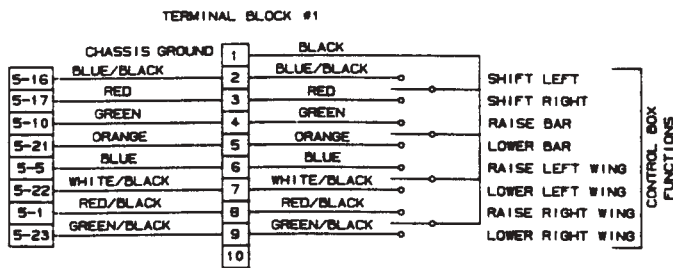 TERMINAL BLOCK #1
CHASSIS GROUND 1 BLACK
5-16 BLUE/BLACK 2 BLUE/BLACK SHIFT LEFT
5-17 RED 3 RED SHIFT RIGHT
5-10 GREEN 4 GREEN RAISE BAR
5-21 ORANGE 5 ORANGE LOWER BAR
5-5 BLUE 6 BLUE RAISE LEFT WING
5-22 WHITE/BLACK 7 WHITE/BLACK LOWER LEFT WING
5-1 RED/BLACK 8 RED/BLACK RAISE RIGHT WING
5-23 GREEN/BLACK 9 GREEN/BLACK LOWER RIGHT WING
10
CONTROL BOX
FUNCTIONS